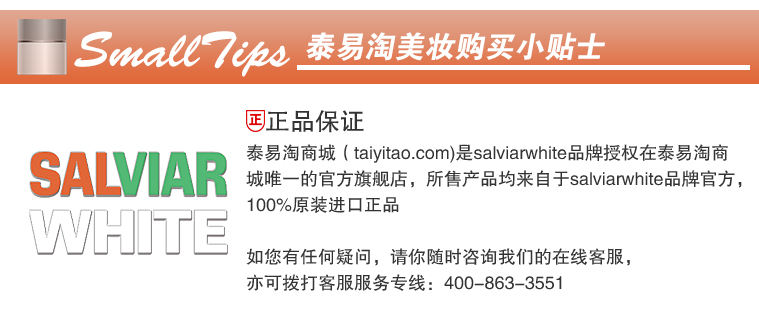 Small Tips 泰易淘美妆购买小贴士
正 正品保证
SALVIAR
WHITE
泰易淘商城（taiyitao.com)是salviarwhite品牌授权在泰易淘商
城唯一的官方旗舰店，所售产品均来自于salviarwhite品牌官方，
100%原装进口正品
如您有任何疑问，请你随时咨询我们的在线客服，
亦可拨打客服服务专线：400-863-3551